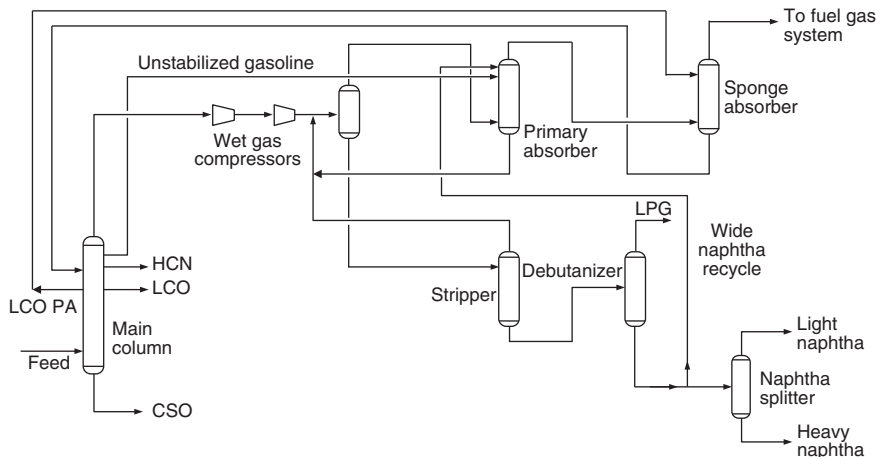 To fuel gas
system
Unstabilized gasoline
Sponge
absorber
Wet gas
compressors
Primary
absorber
LPG
Wide
naphtha
recycle
HCN
Debutanizer
LCO
Stripper
LCO PA
Main
column
Light
naphtha
Feed
Naphtha
splitter
CSO
Heavy
naphtha